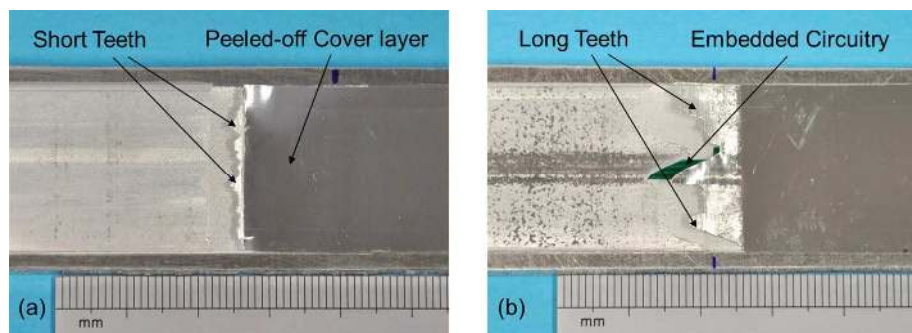 Short Teeth
Peeled-off Cover layer
(a)
mm
Long Teeth
Embedded Circuitry
(b)
mm